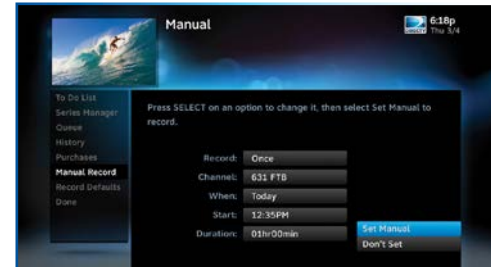 Manual
DIRECTV
6:18p
Thu 3/4
To Do List
Series Manager
Queue
History
Purchases
Manual Record
Record Defaults
Done
Press SELECT on an option to change it, then select Set Manual to
record.
Record: Once
Channel: 631 FTB
When: Today
Start: 12:35PM
Duration: 01hr00min
Set Manual
Don't Set